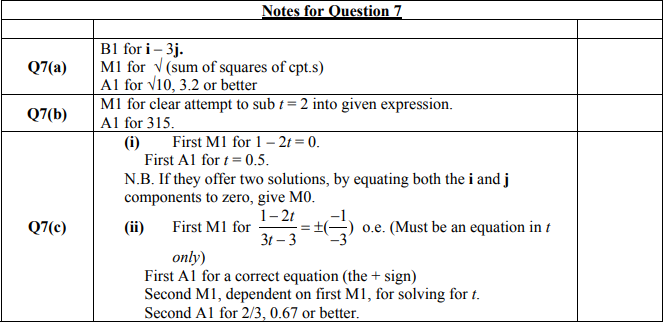 Notes for Question 7
Q7(a)
B1 for i – 3j.
M1 for √ (sum of squares of cpt.s)
A1 for √10, 3.2 or better
Q7(b)
M1 for clear attempt to sub t = 2 into given expression.
A1 for 315.
Q7(c)
(i) First M1 for 1 – 2t = 0.
First A1 for t = 0.5.
N.B. If they offer two solutions, by equating both the i and j
components to zero, give M0.
(ii) First M1 for (1 – 2t)/(3t – 3) = ±(–1/–3) o.e. (Must be an equation in t
only)
First A1 for a correct equation (the + sign)
Second M1, dependent on first M1, for solving for t.
Second A1 for 2/3, 0.67 or better.